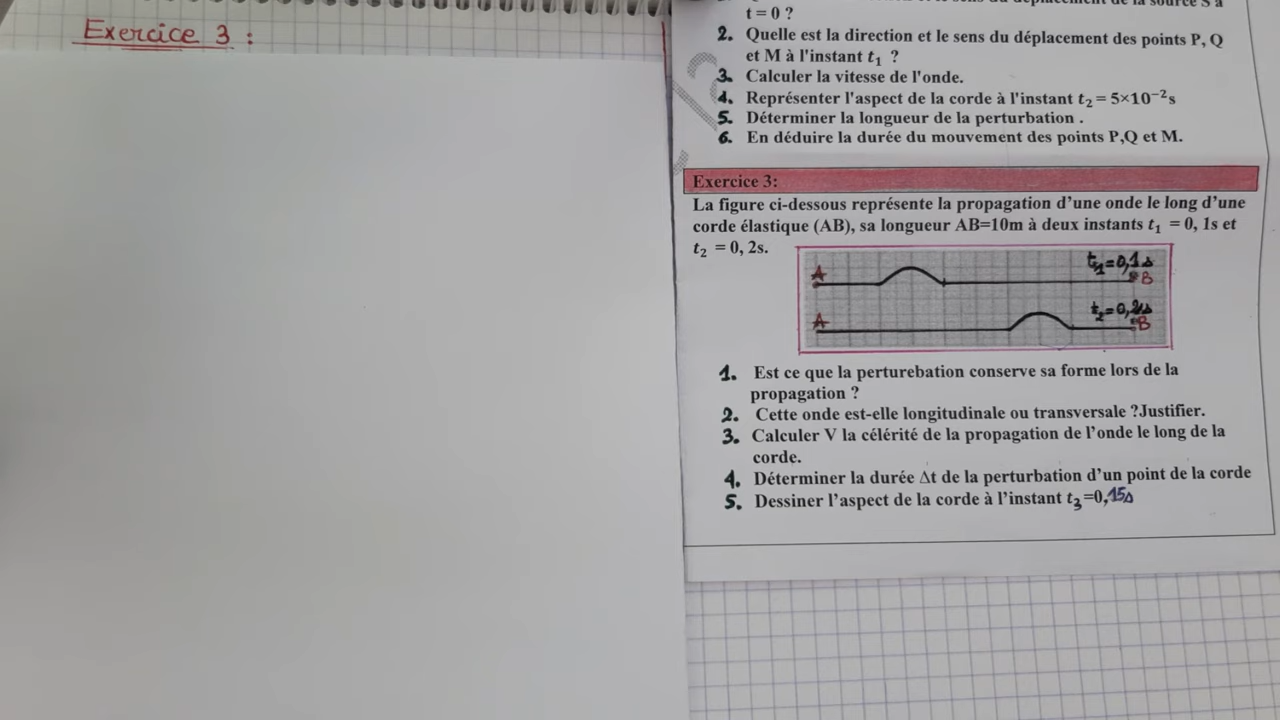 Exercice 3 :
t = 0 ?
2. Quelle est la direction et le sens du déplacement des points P, Q
et M à l'instant t₁ ?
3. Calculer la vitesse de l'onde.
4. Représenter l'aspect de la corde à l'instant t₂ = 5×10⁻²s
5. Déterminer la longueur de la perturbation .
6. En déduire la durée du mouvement des points P,Q et M.
Exercice 3:
La figure ci-dessous représente la propagation d’une onde le long d’une
corde élastique (AB), sa longueur AB=10m à deux instants t₁ = 0, 1s et
t₂ = 0, 2s.
A t₁=0,1s B
A t₂=0,2s B
1. Est ce que la perturebation conserve sa forme lors de la
propagation ?
2. Cette onde est-elle longitudinale ou transversale ?Justifier.
3. Calculer V la célérité de la propagation de l’onde le long de la
corde.
4. Déterminer la durée Δt de la perturbation d’un point de la corde
5. Dessiner l’aspect de la corde à l’instant t₃=0,15s